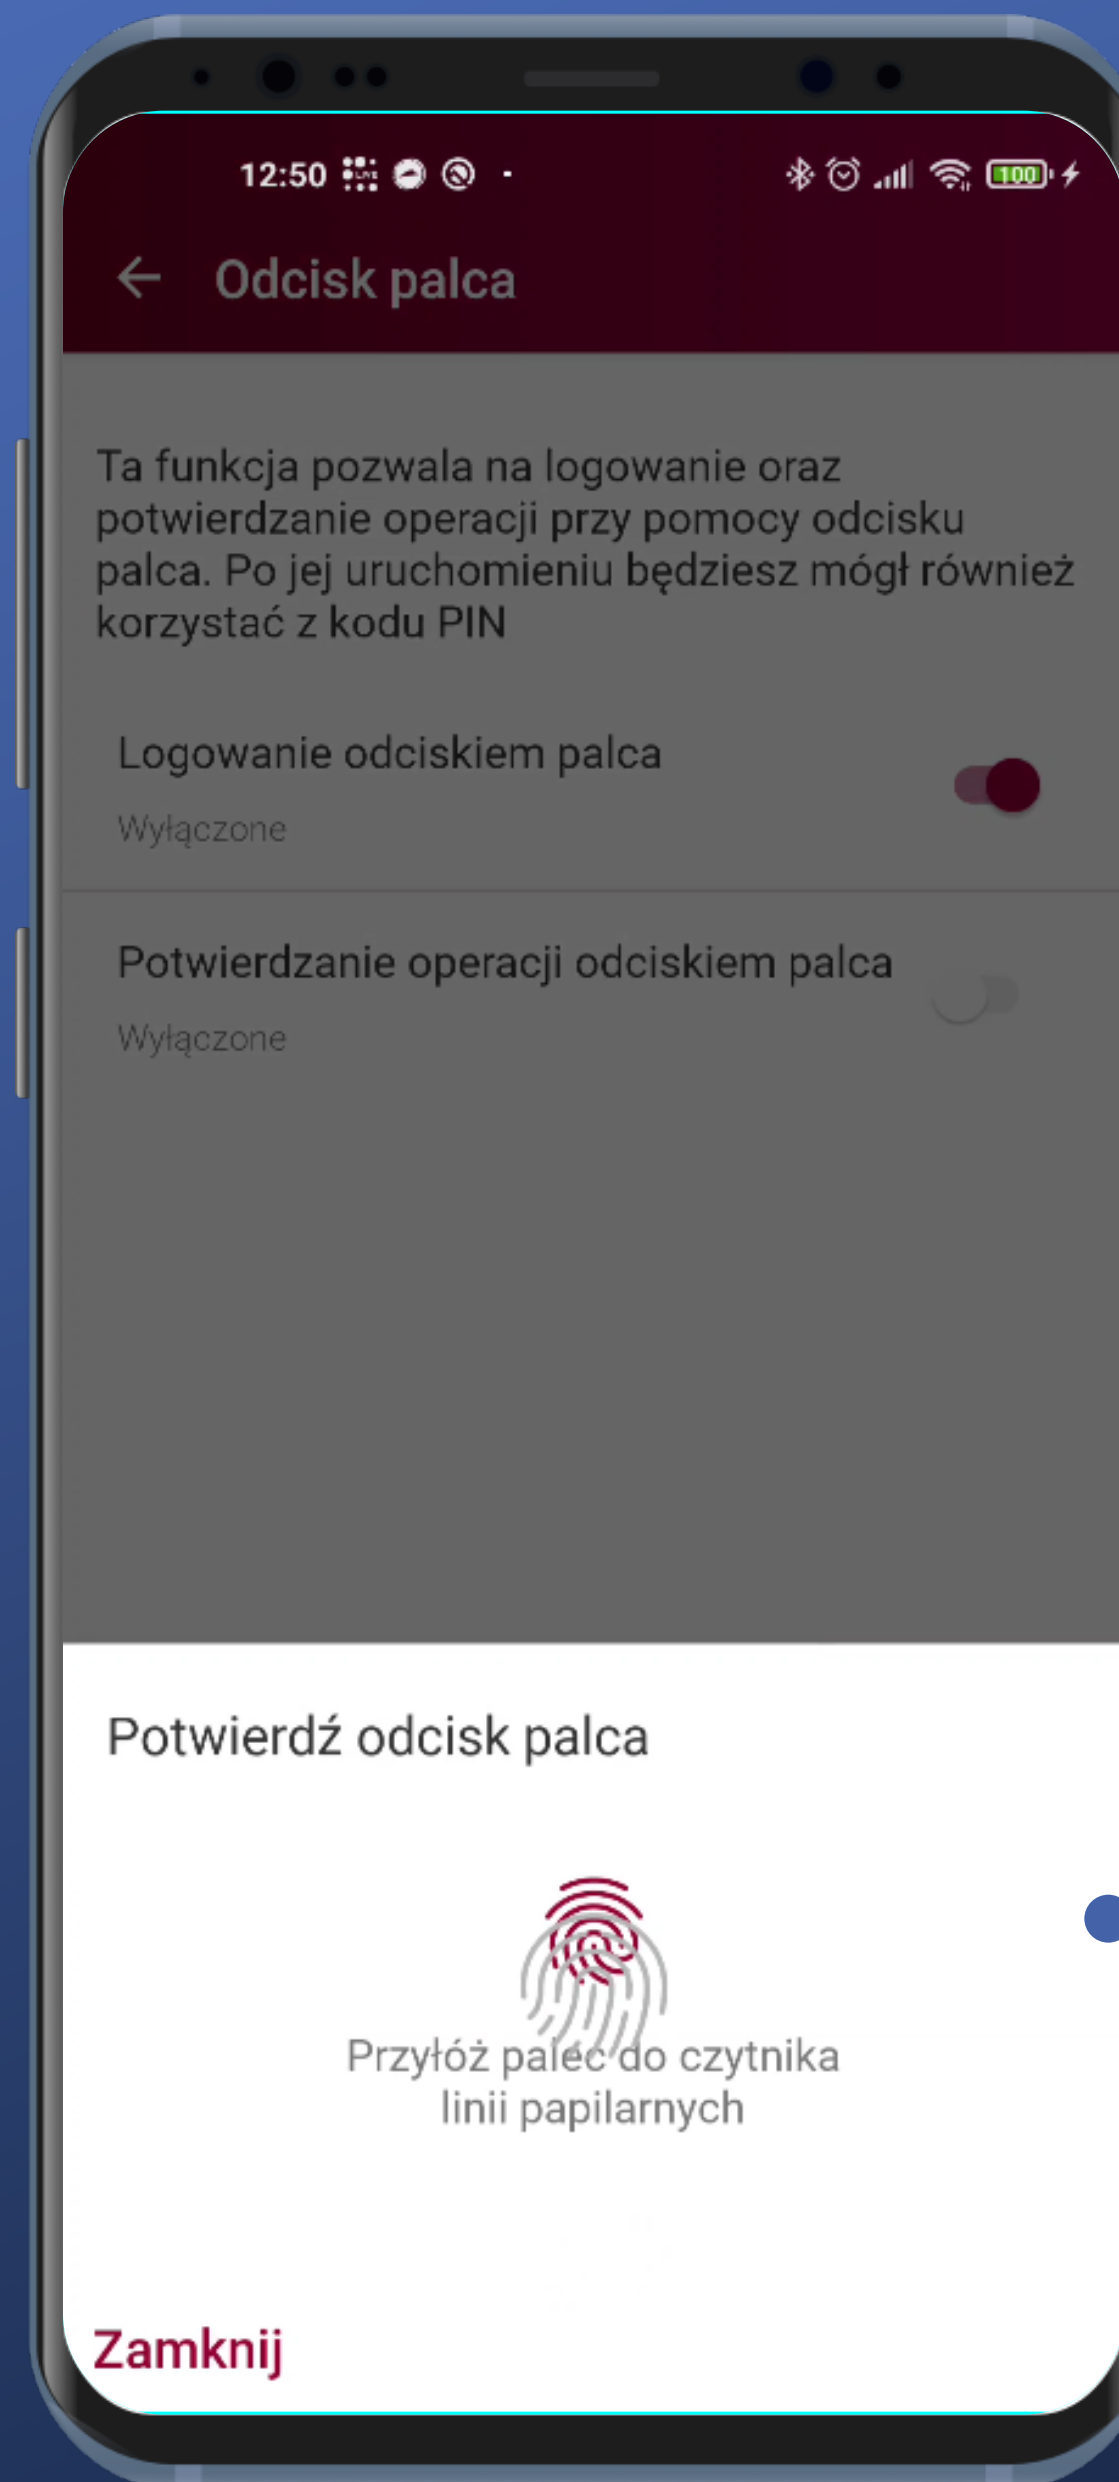 12:50
100
Odcisk palca
Ta funkcja pozwala na logowanie oraz
potwierdzanie operacji przy pomocy odcisku
palca. Po jej uruchomieniu będziesz mógł również
korzystać z kodu PIN
Logowanie odciskiem palca
Wyłączone
Potwierdzanie operacji odciskiem palca
Wyłączone
Potwierdź odcisk palca
Przyłóż palec do czytnika
linii papilarnych
Zamknij